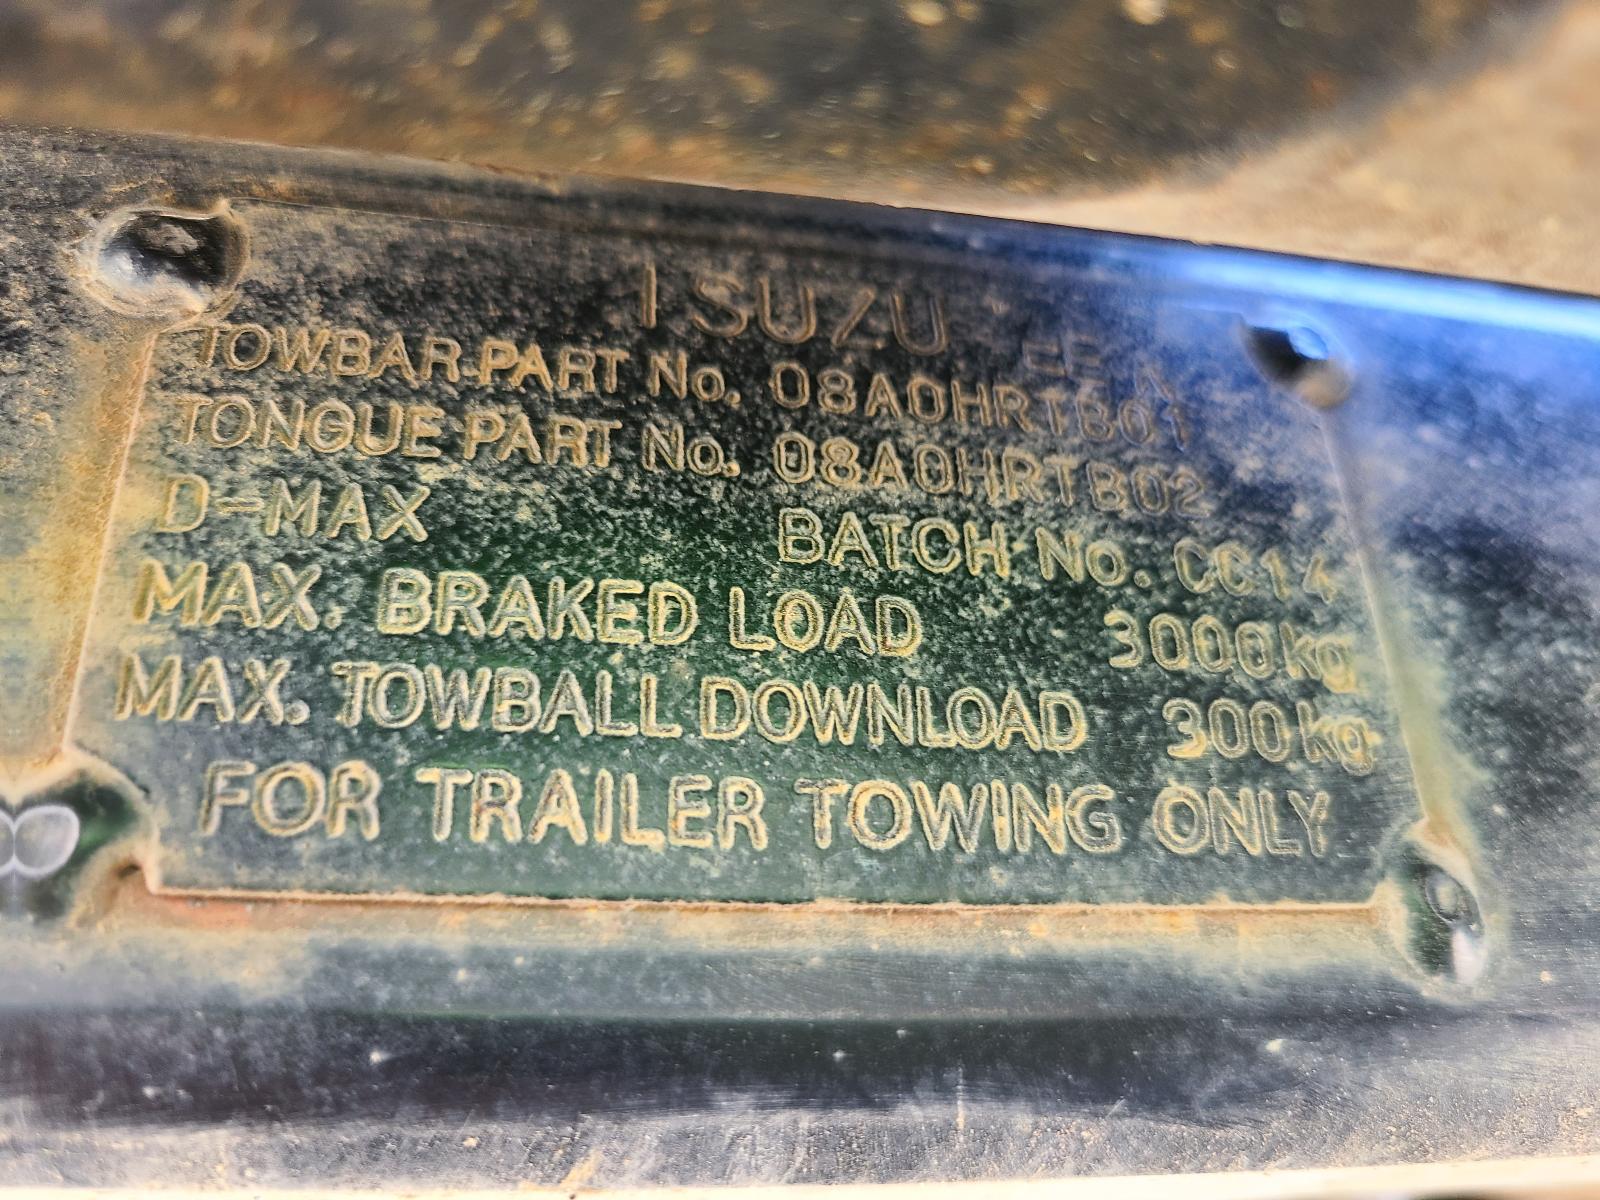 ISUZU
TOWBAR PART No. 08A0HRTB01
TONGUE PART No. 08A0HRTB02
D-MAX BATCH No. CC14
MAX. BRAKED LOAD 3000kg
MAX. TOWBALL DOWNLOAD 300kg
FOR TRAILER TOWING ONLY